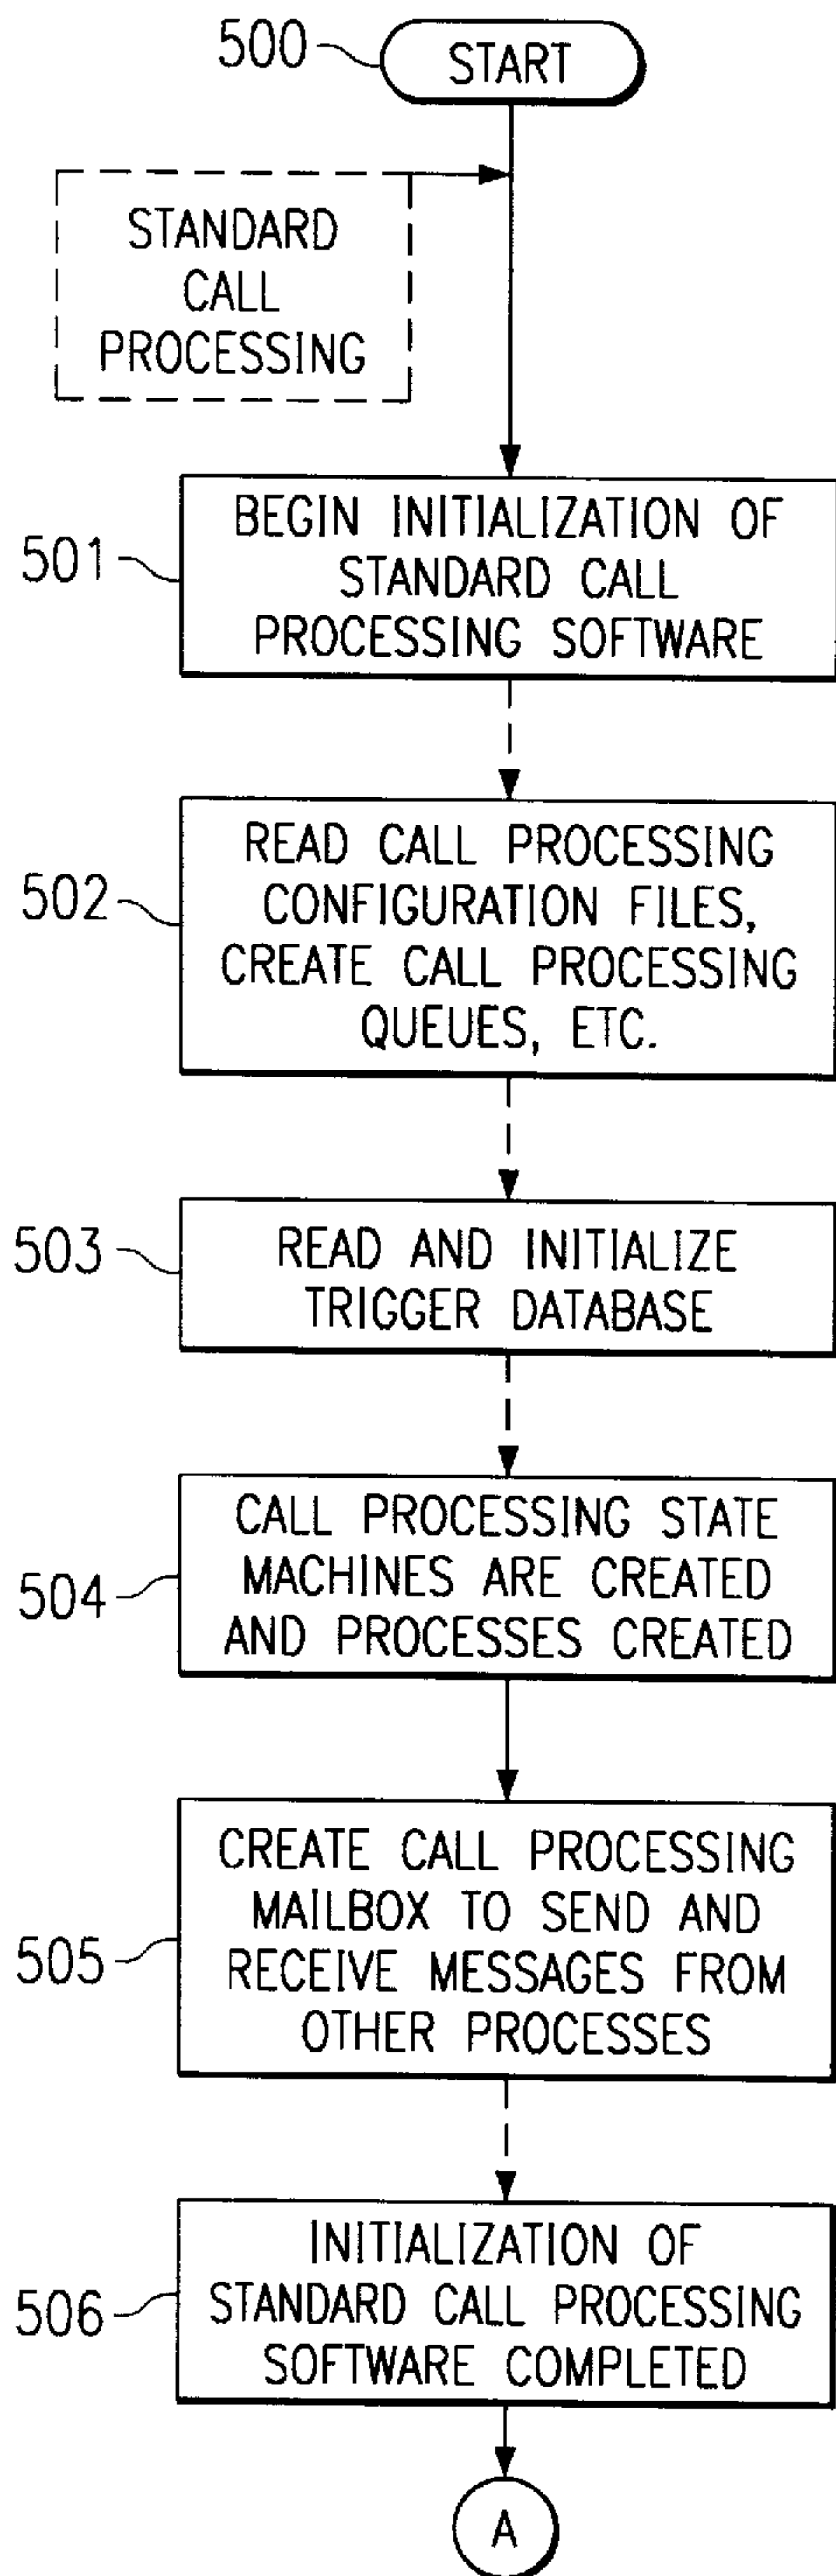 500
START
STANDARD
CALL
PROCESSING
501
BEGIN INITIALIZATION OF
STANDARD CALL
PROCESSING SOFTWARE
502
READ CALL PROCESSING
CONFIGURATION FILES,
CREATE CALL PROCESSING
QUEUES, ETC.
503
READ AND INITIALIZE
TRIGGER DATABASE
504
CALL PROCESSING STATE
MACHINES ARE CREATED
AND PROCESSES CREATED
505
CREATE CALL PROCESSING
MAILBOX TO SEND AND
RECEIVE MESSAGES FROM
OTHER PROCESSES
506
INITIALIZATION OF
STANDARD CALL PROCESSING
SOFTWARE COMPLETED
A